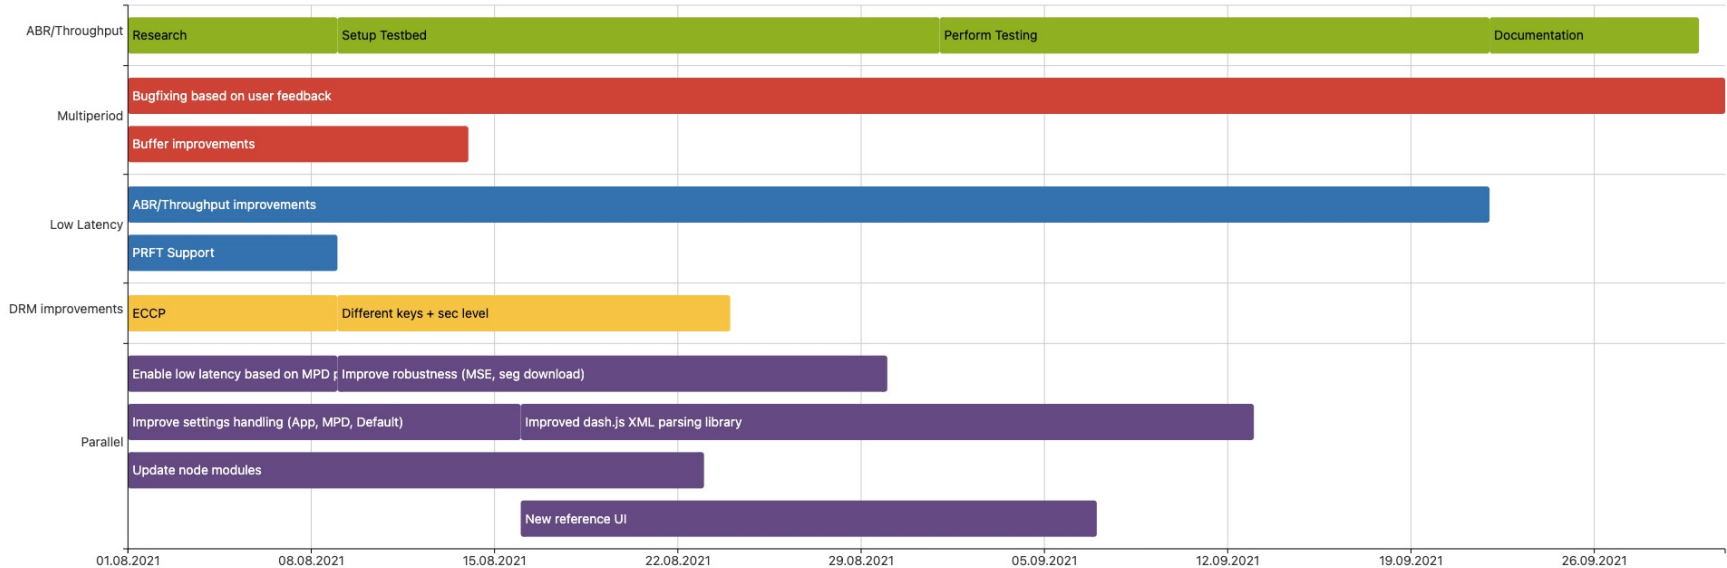 ABR/Throughput
Research
Setup Testbed
Perform Testing
Documentation
Multiperiod
Bugfixing based on user feedback
Buffer improvements
Low Latency
ABR/Throughput improvements
PRFT Support
DRM improvements
ECCP
Different keys + sec level
Parallel
Enable low latency based on MPD
Improve robustness (MSE, seg download)
Improve settings handling (App, MPD, Default)
Improved dash.js XML parsing library
Update node modules
New reference UI
01.08.2021
08.08.2021
15.08.2021
22.08.2021
29.08.2021
05.09.2021
12.09.2021
19.09.2021
26.09.2021